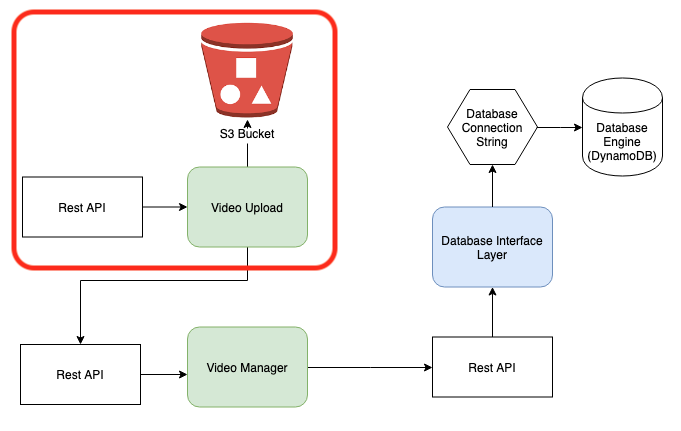 S3 Bucket
Rest API
Video Upload
Database
Connection
String
Database
Engine
(DynamoDB)
Database Interface
Layer
Rest API
Video Manager
Rest API